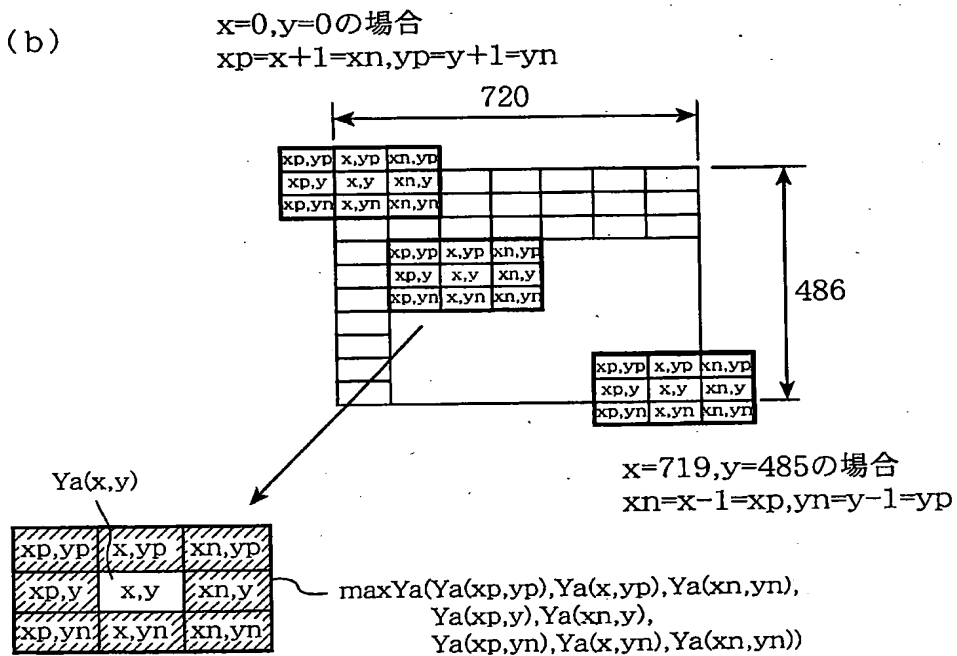 (b)
x=0,y=0の場合
xp=x+1=xn,yp=y+1=yn
720
xp,yp x,yp xn,yp
xp,y x,y xn,y
xp,yn x,yn xn,yn
xp,yp x,yp xn,yp
xp,y x,y xn,y
xp,yn x,yn xn,yn
486
xp,yp x,yp xn,yp
xp,y x,y xn,y
xp,yn x,yn xn,yn
x=719,y=485の場合
xn=x-1=xp,yn=y-1=yp
Ya(x,y)
xp,yp x,yp xn,yp
xp,y x,y xn,y
xp,yn x,yn xn,yn
maxYa(Ya(xp,yp),Ya(x,yp),Ya(xn,yn),
Ya(xp,y),Ya(xn,y),
Ya(xp,yn),Ya(x,yn),Ya(xn,yn))